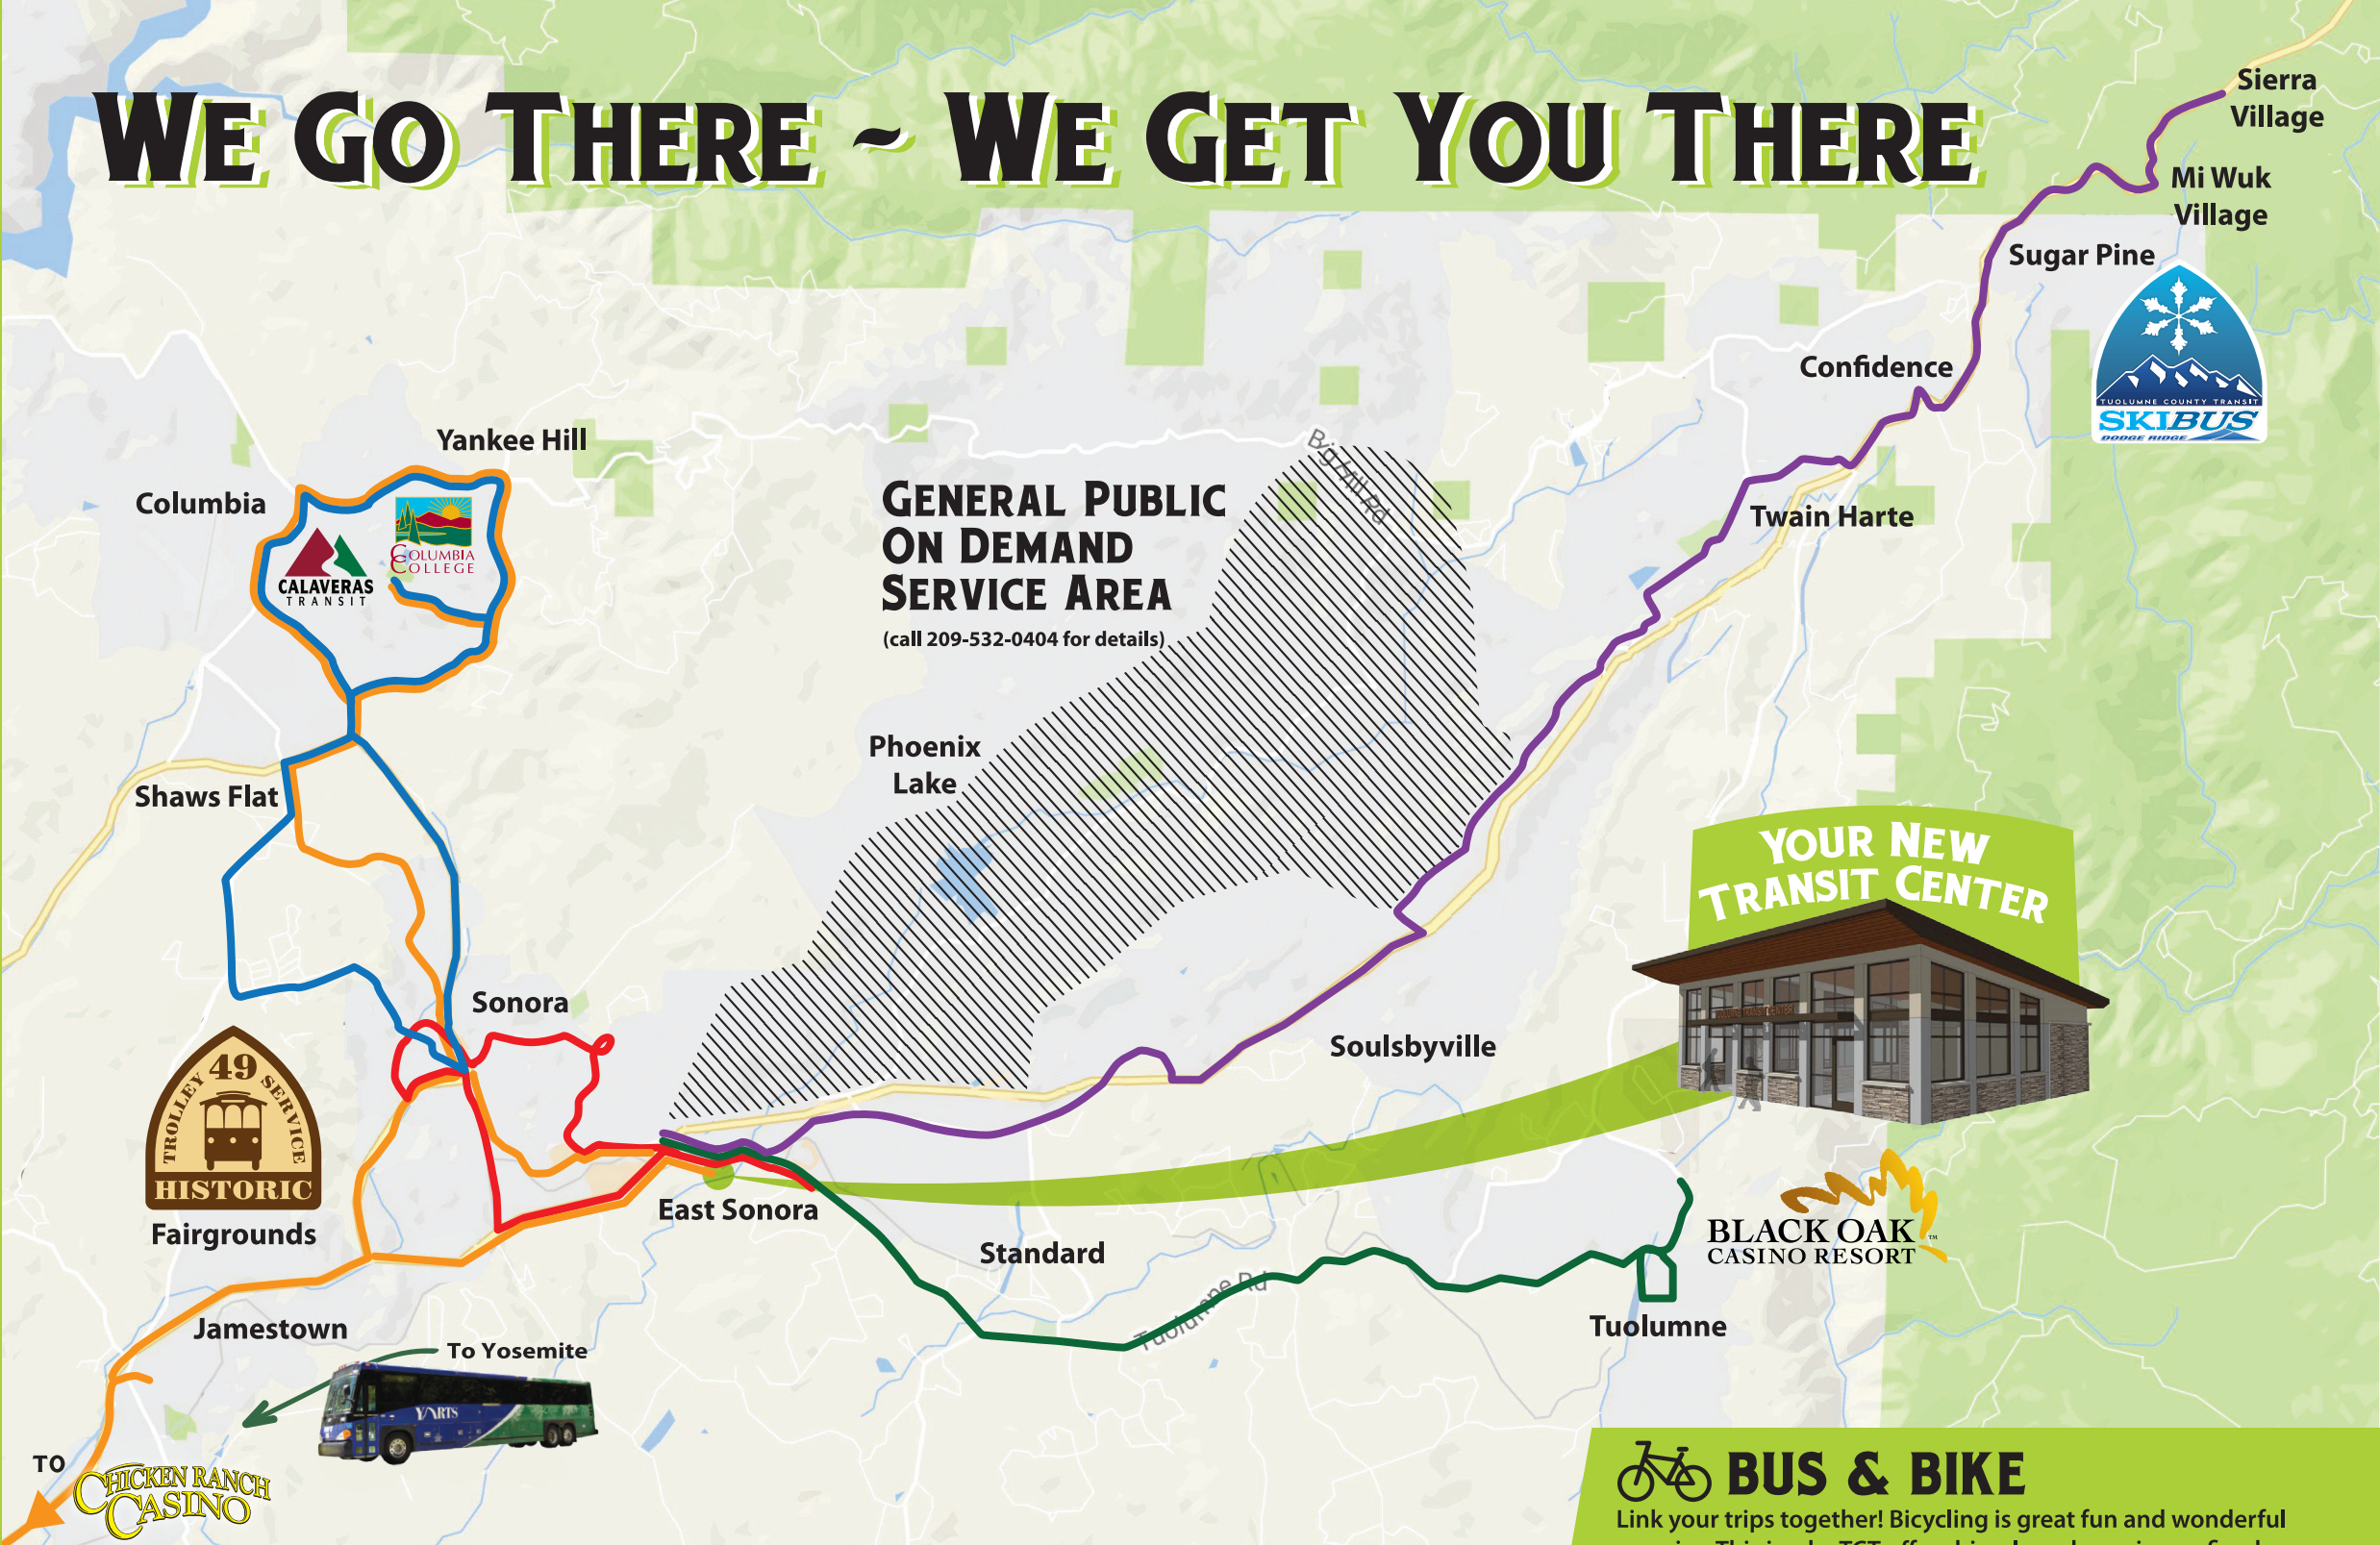 WE GO THERE ~ WE GET YOU THERE
Sierra
Village
Mi Wuk
Village
Sugar Pine
TUOLUMNE COUNTY TRANSIT
SKIBUS
DODGE RIDGE
Confidence
Twain Harte
Yankee Hill
Columbia
CALAVERAS
TRANSIT
COLUMBIA
COLLEGE
GENERAL PUBLIC
ON DEMAND
SERVICE AREA
(call 209-532-0404 for details)
Big Hill Rd
Phoenix
Lake
Shaws Flat
YOUR NEW
TRANSIT CENTER
Sonora
Soulsbyville
49
TROLLEY SERVICE
HISTORIC
Fairgrounds
East Sonora
Standard
BLACK OAK
CASINO RESORT
TM
Tuolumne Rd
Tuolumne
Jamestown
To Yosemite
YARTS
TO
CHICKEN RANCH
CASINO
BUS & BIKE
Link your trips together! Bicycling is great fun and wonderful